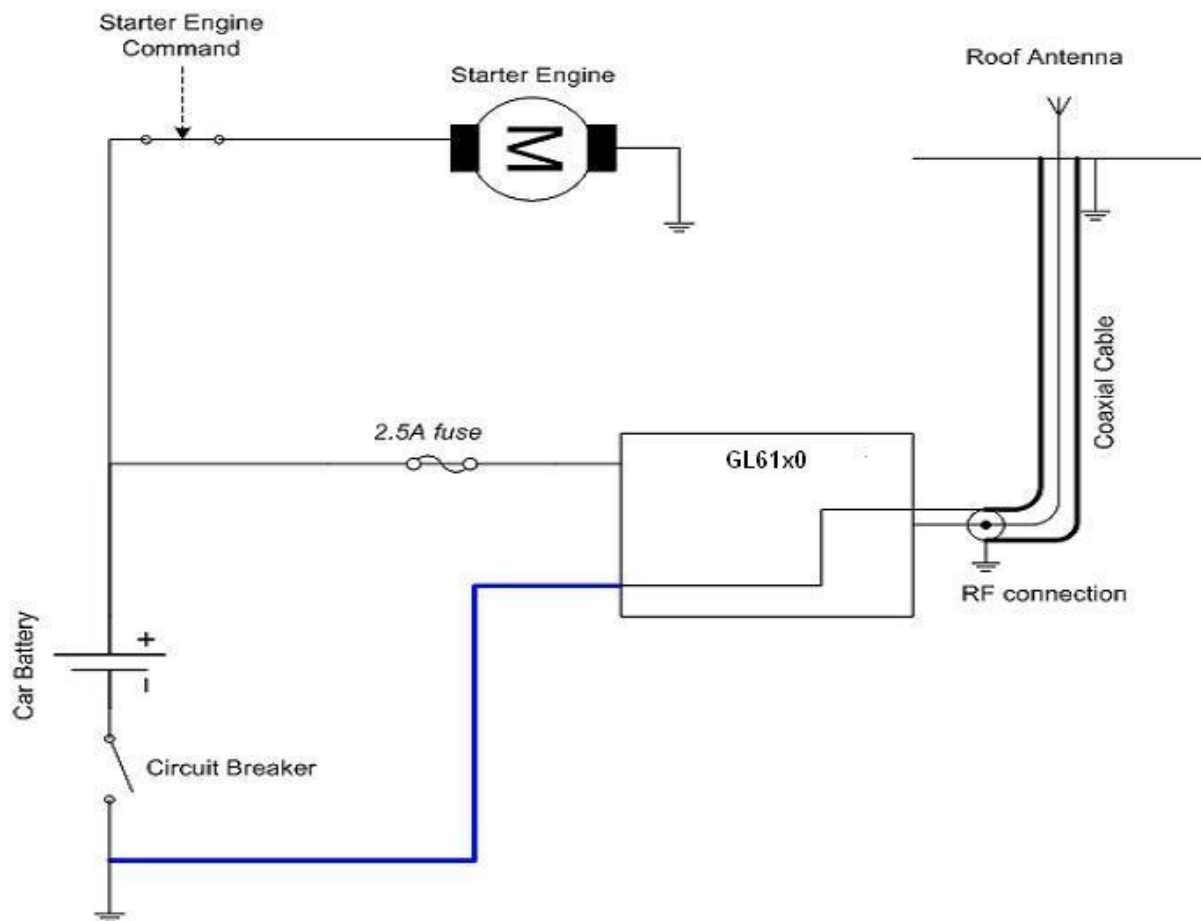 Starter Engine
Command
Starter Engine
M
Roof Antenna
Coaxial Cable
2.5A fuse
GL61x0
RF connection
Car Battery
+
−
Circuit Breaker